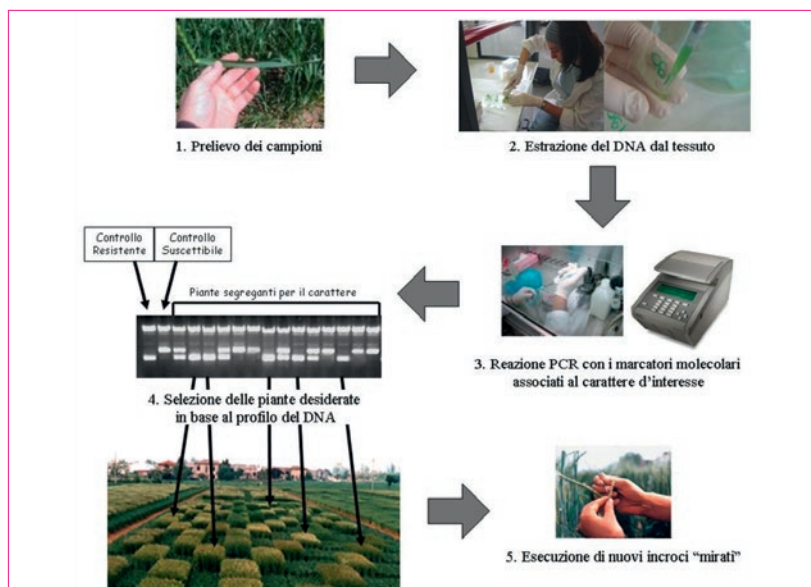 1. Prelievo dei campioni
2. Estrazione del DNA dal tessuto
3. Reazione PCR con i marcatori molecolari
associati al carattere d'interesse
Controllo
Resistente
Controllo
Suscettibile
Piante segreganti per il carattere
4. Selezione delle piante desiderate
in base al profilo del DNA
5. Esecuzione di nuovi incroci "mirati"